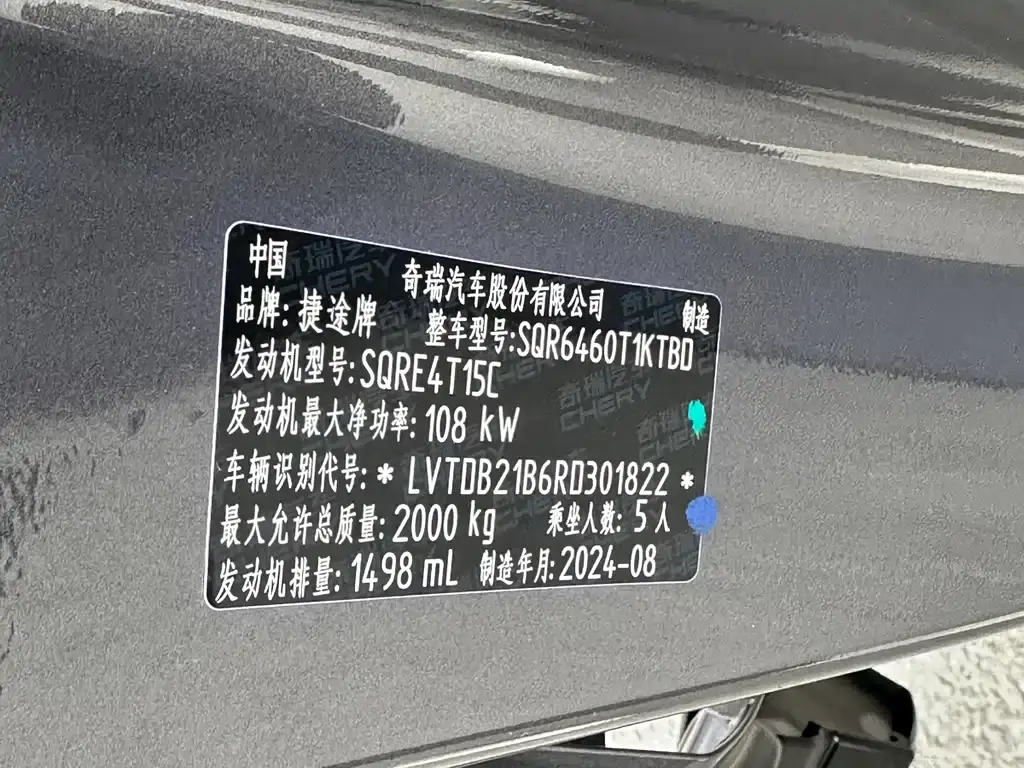 中国 奇瑞汽车股份有限公司 制造
品牌: 捷途牌 整车型号:SQR6460T1KTBD
发动机型号:SQRE4T15C
发动机最大净功率: 108 kW
车辆识别代号: * LVTDB21B6RD301822 *
最大允许总质量: 2000 kg 乘坐人数: 5 人
发动机排量: 1498 mL 制造年月: 2024-08